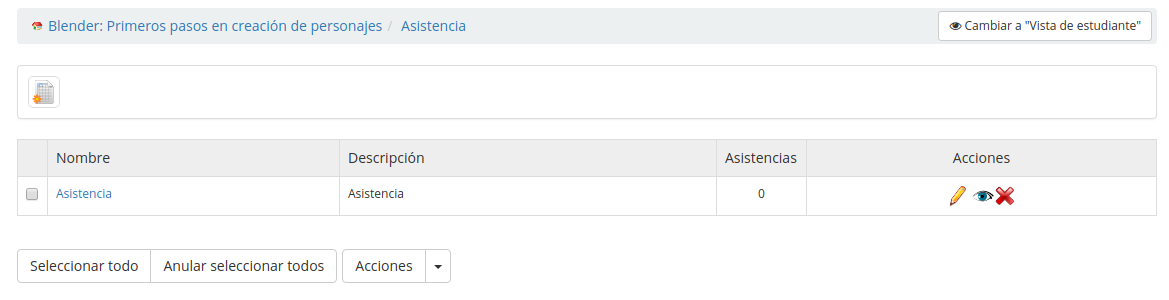 Blender: Primeros pasos en creación de personajes / Asistencia
Cambiar a "Vista de estudiante"
Nombre Descripción Asistencias Acciones
Asistencia Asistencia 0
Seleccionar todo Anular seleccionar todos Acciones